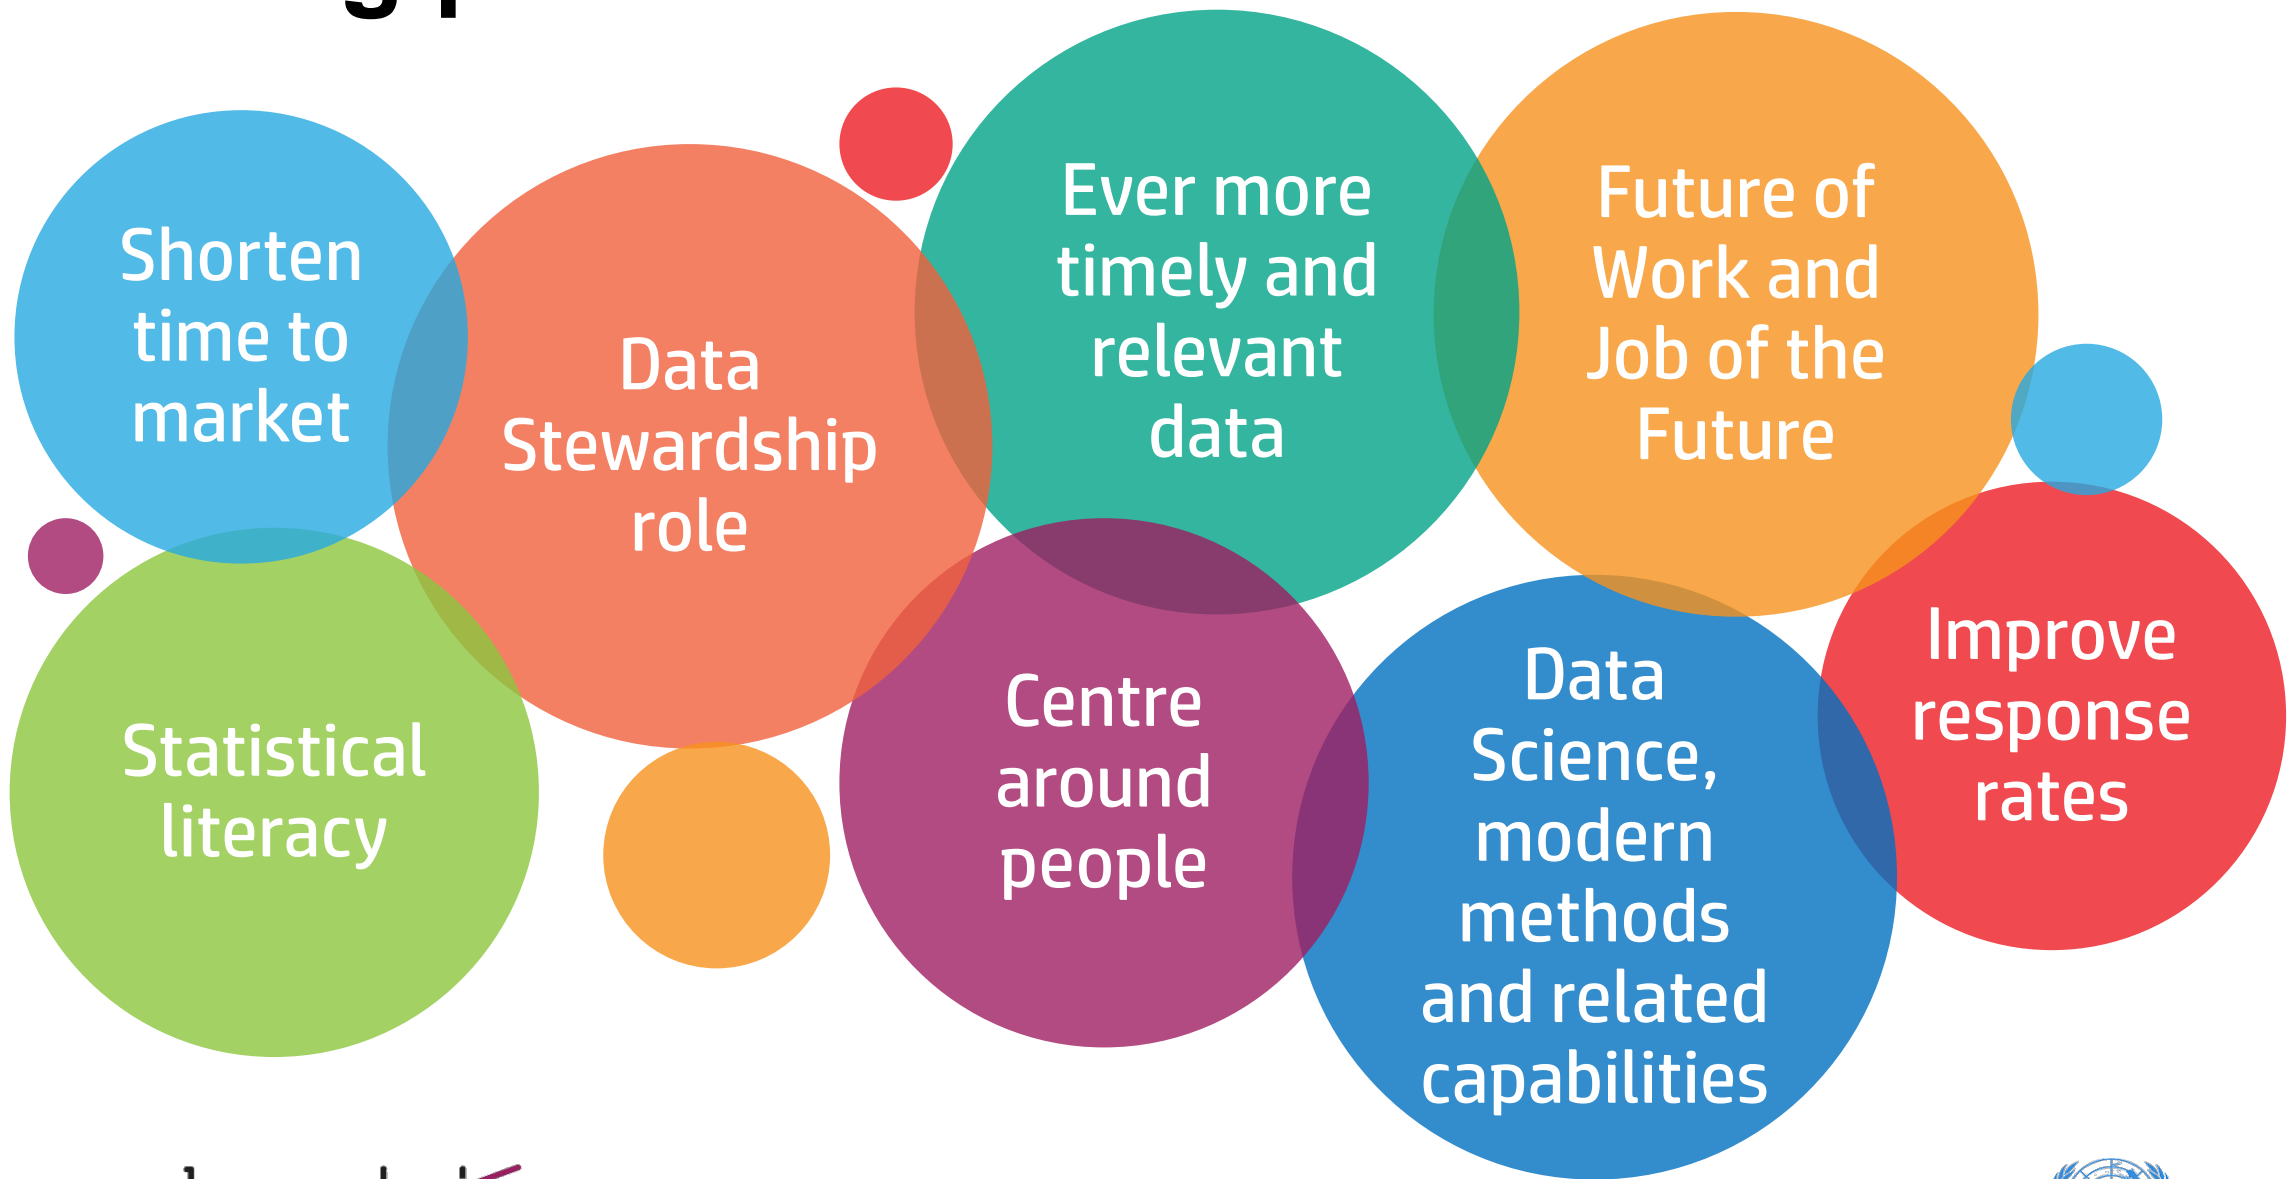 Shorten
time to
market
Data
Stewardship
role
Ever more
timely and
relevant
data
Future of
Work and
Job of the
Future
Statistical
literacy
Centre
around
people
Data
Science,
modern
methods
and related
capabilities
Improve
response
rates